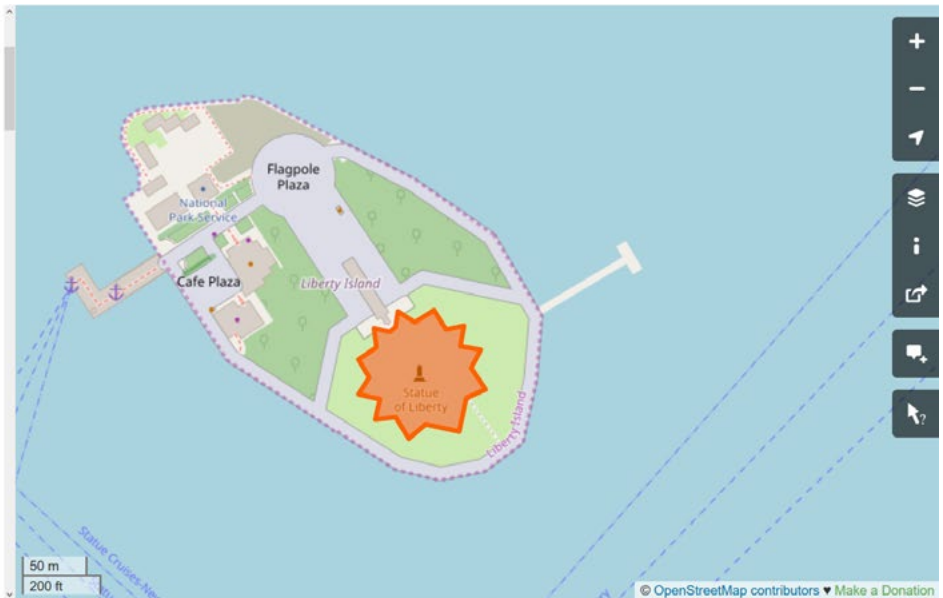 Flagpole
Plaza
National
Park Service
Cafe Plaza
Liberty Island
Statue
of Liberty
Liberty Island
Statue Cruises-
50 m
200 ft
© OpenStreetMap contributors ♥ Make a Donation